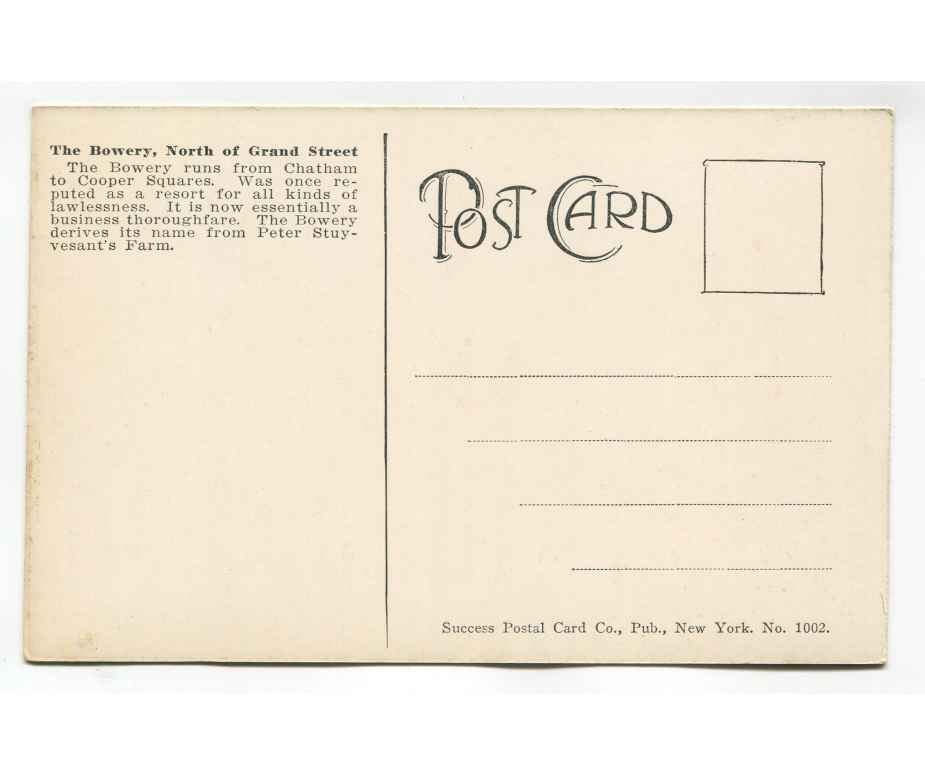 The Bowery, North of Grand Street
The Bowery runs from Chatham
to Cooper Squares. Was once re-
puted as a resort for all kinds of
lawlessness. It is now essentially a
business thoroughfare. The Bowery
derives its name from Peter Stuy-
vesant's Farm.
POST CARD
Success Postal Card Co., Pub., New York. No. 1002.